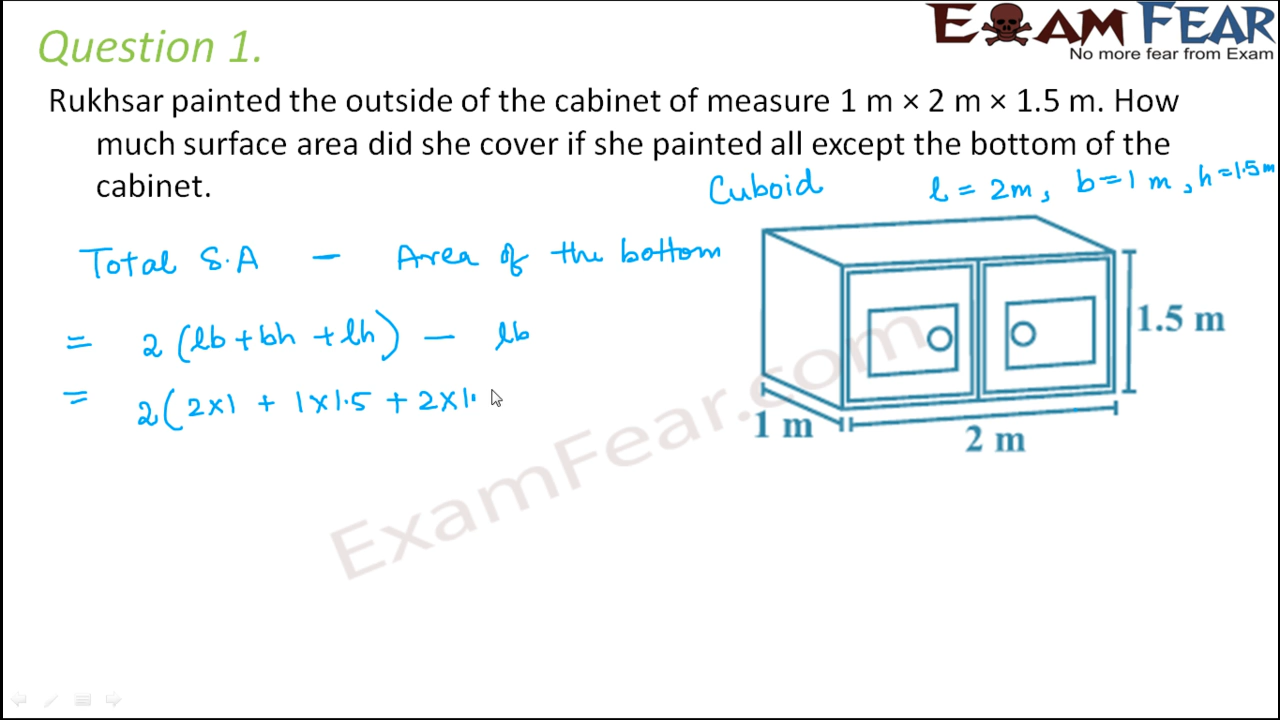 EXAM FEAR
No more fear from Exam
Question 1.
Rukhsar painted the outside of the cabinet of measure 1 m × 2 m × 1.5 m. How
much surface area did she cover if she painted all except the bottom of the
cabinet.
Cuboid l = 2m, b=1 m, h=1.5m
Total S.A - Area of the bottom
= 2 (lb + bh + lh) - lb
= 2( 2×1 + 1×1.5 + 2×1.
1.5 m
1 m
2 m
ExamFear.com